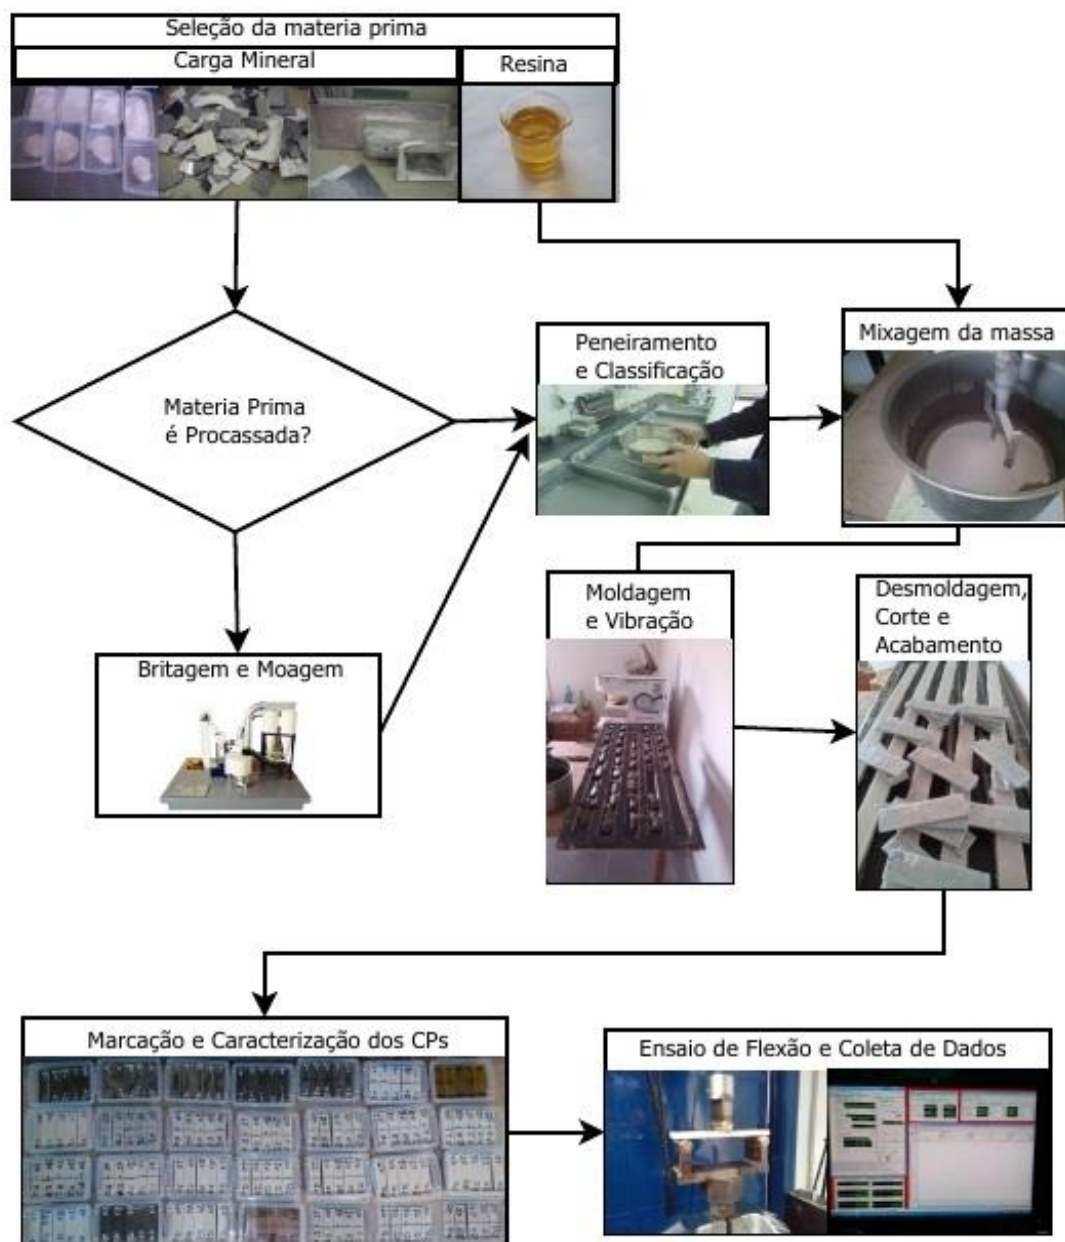 Seleção da materia prima
Carga Mineral
Resina
Materia Prima
é Procassada?
Peneiramento
e Classificação
Mixagem da massa
Britagem e Moagem
Moldagem
e Vibração
Desmoldagem,
Corte e
Acabamento
Marcação e Caracterização dos CPs
Ensaio de Flexão e Coleta de Dados